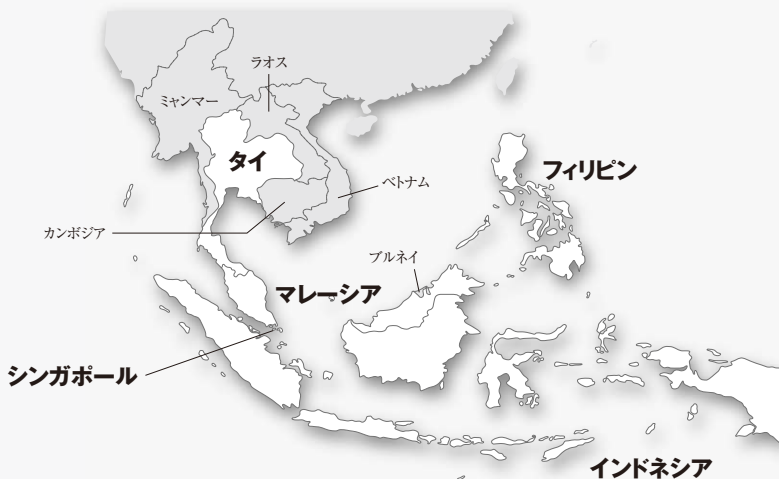 ラオス
ミャンマー
タイ
フィリピン
ベトナム
カンボジア
ブルネイ
マレーシア
シンガポール
インドネシア